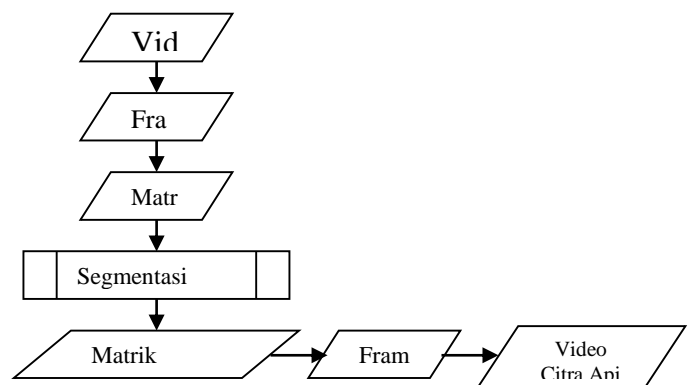 Vid
Fra
Matr
Segmentasi
Matrik
Fram
Video
Citra Api